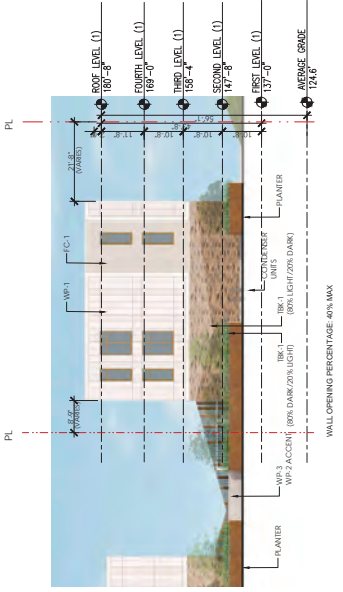 PL
PL
ROOF LEVEL (1)
180'-8"
FOURTH LEVEL (1)
169'-0"
THIRD LEVEL (1)
158'-4"
SECOND LEVEL (1)
147'-8"
FIRST LEVEL (1)
137'-0"
AVERAGE GRADE
124.6'
21'-8"
(VARIES)
8'-9"
(VARIES)
11'-8"
10'-8"
10'-8"
10'-8"
43'-8"
56'-1"
FC-1
WP-1
PLANTER
CONDENSER
UNITS
TBK-1
(80% LIGHT/20% DARK)
TBK-1
(80% DARK/20% LIGHT)
WP-3
WP-2 ACCENT
PLANTER
WALL OPENING PERCENTAGE: 40% MAX